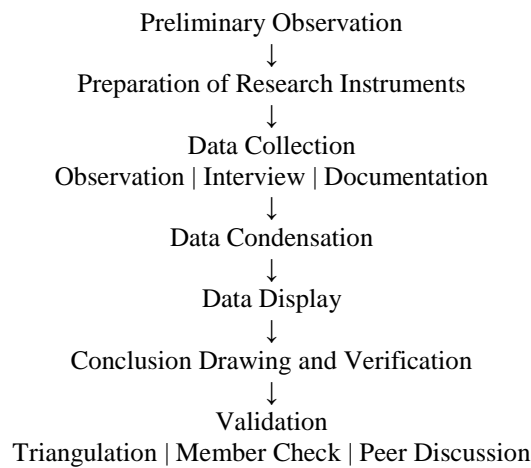 Preliminary Observation
↓
Preparation of Research Instruments
↓
Data Collection
Observation | Interview | Documentation
↓
Data Condensation
↓
Data Display
↓
Conclusion Drawing and Verification
↓
Validation
Triangulation | Member Check | Peer Discussion